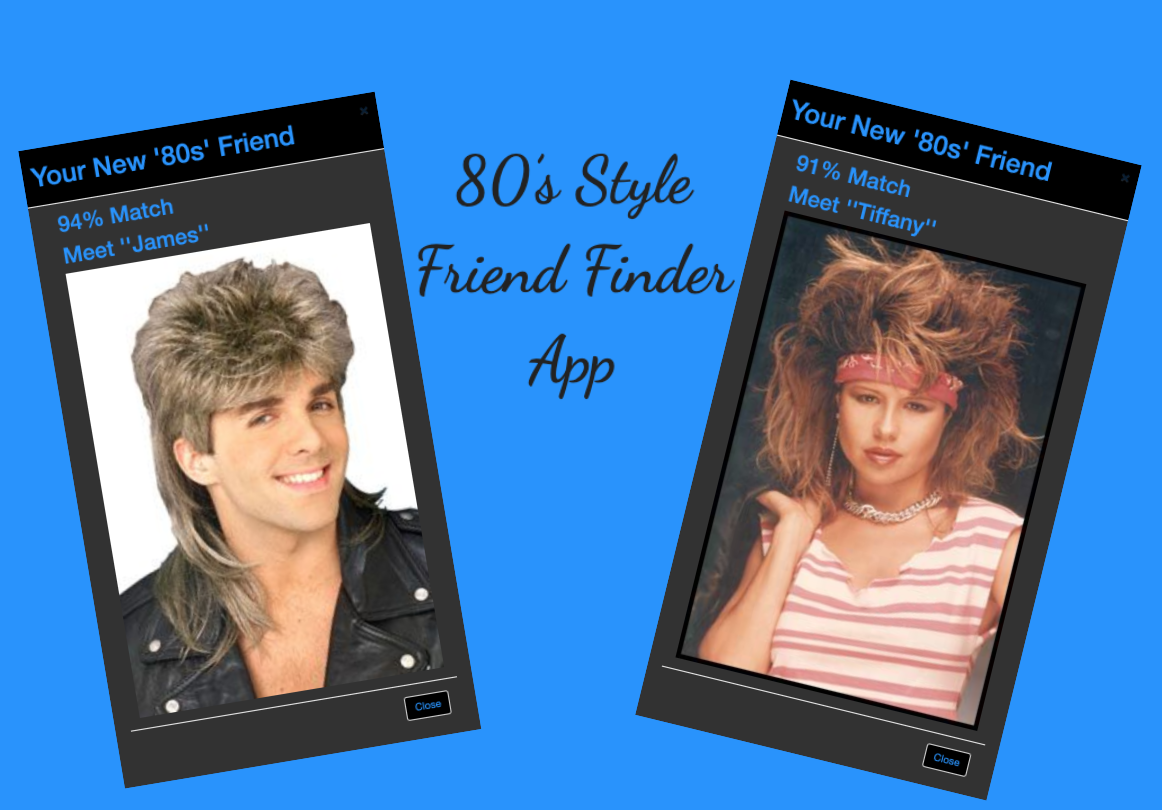 Your New '80s' Friend
×
94% Match
Meet "James"
Close
80's Style
Friend Finder
App
Your New '80s' Friend
×
91% Match
Meet "Tiffany"
Close